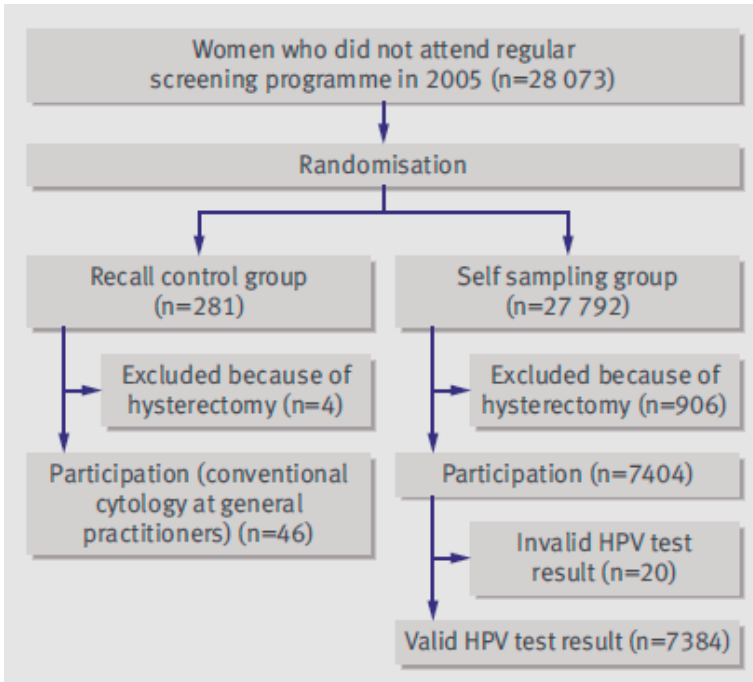 Women who did not attend regular
screening programme in 2005 (n=28 073)
Randomisation
Recall control group
(n=281)
Self sampling group
(n=27 792)
Excluded because of
hysterectomy (n=4)
Excluded because of
hysterectomy (n=906)
Participation (conventional
cytology at general
practitioners) (n=46)
Participation (n=7404)
Invalid HPV test
result (n=20)
Valid HPV test result (n=7384)